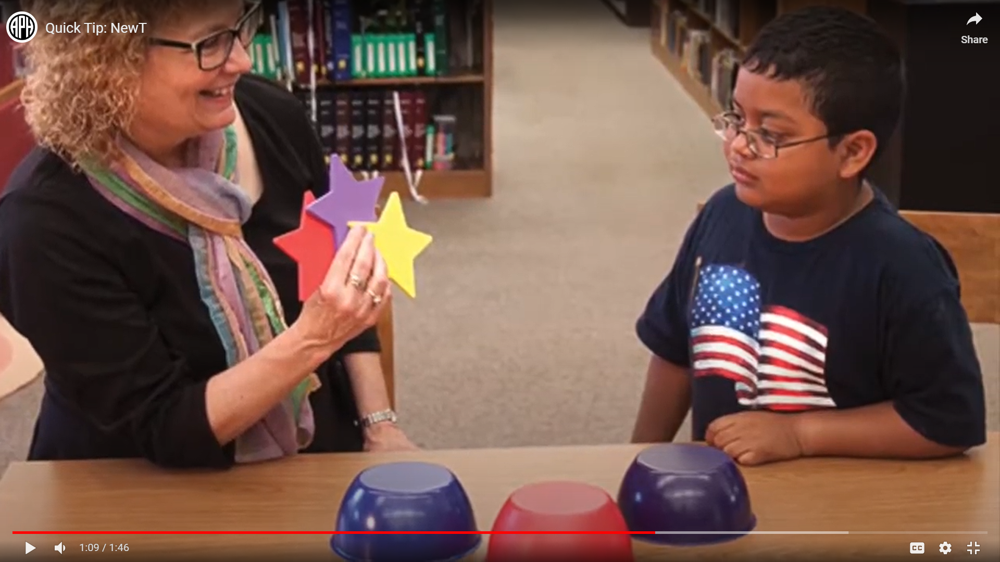 APH
Quick Tip: NewT
Share
1:09 / 1:46
CC